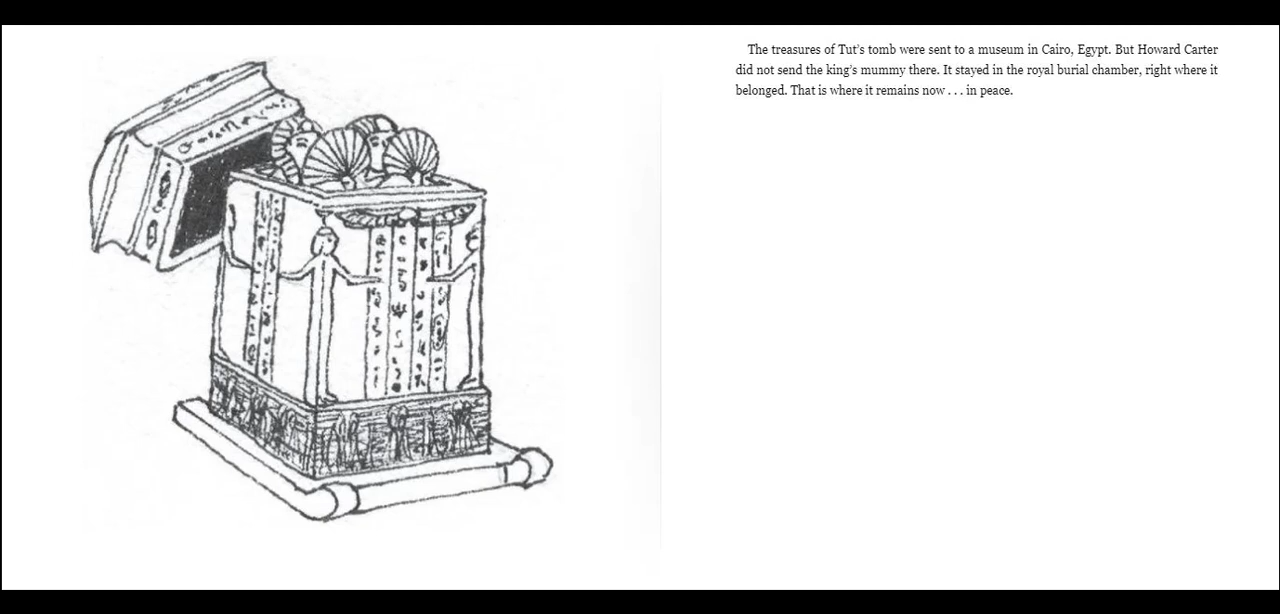 The treasures of Tut’s tomb were sent to a museum in Cairo, Egypt. But Howard Carter
did not send the king’s mummy there. It stayed in the royal burial chamber, right where it
belonged. That is where it remains now . . . in peace.